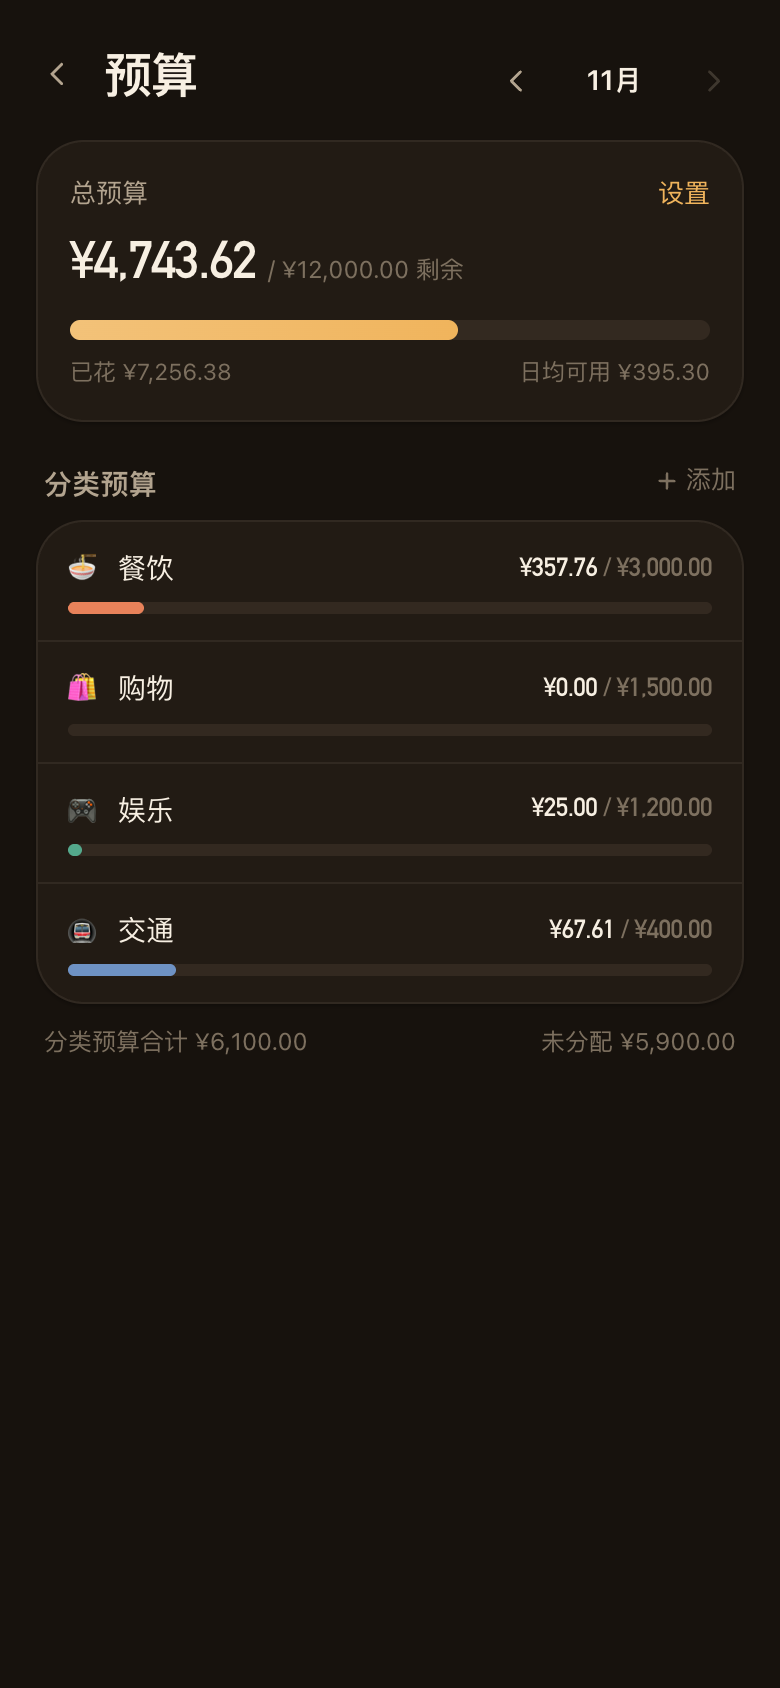 预算 11月
总预算 设置
¥4,743.62 / ¥12,000.00 剩余
已花 ¥7,256.38 日均可用 ¥395.30
分类预算 + 添加
餐饮 ¥357.76 / ¥3,000.00
购物 ¥0.00 / ¥1,500.00
娱乐 ¥25.00 / ¥1,200.00
交通 ¥67.61 / ¥400.00
分类预算合计 ¥6,100.00 未分配 ¥5,900.00